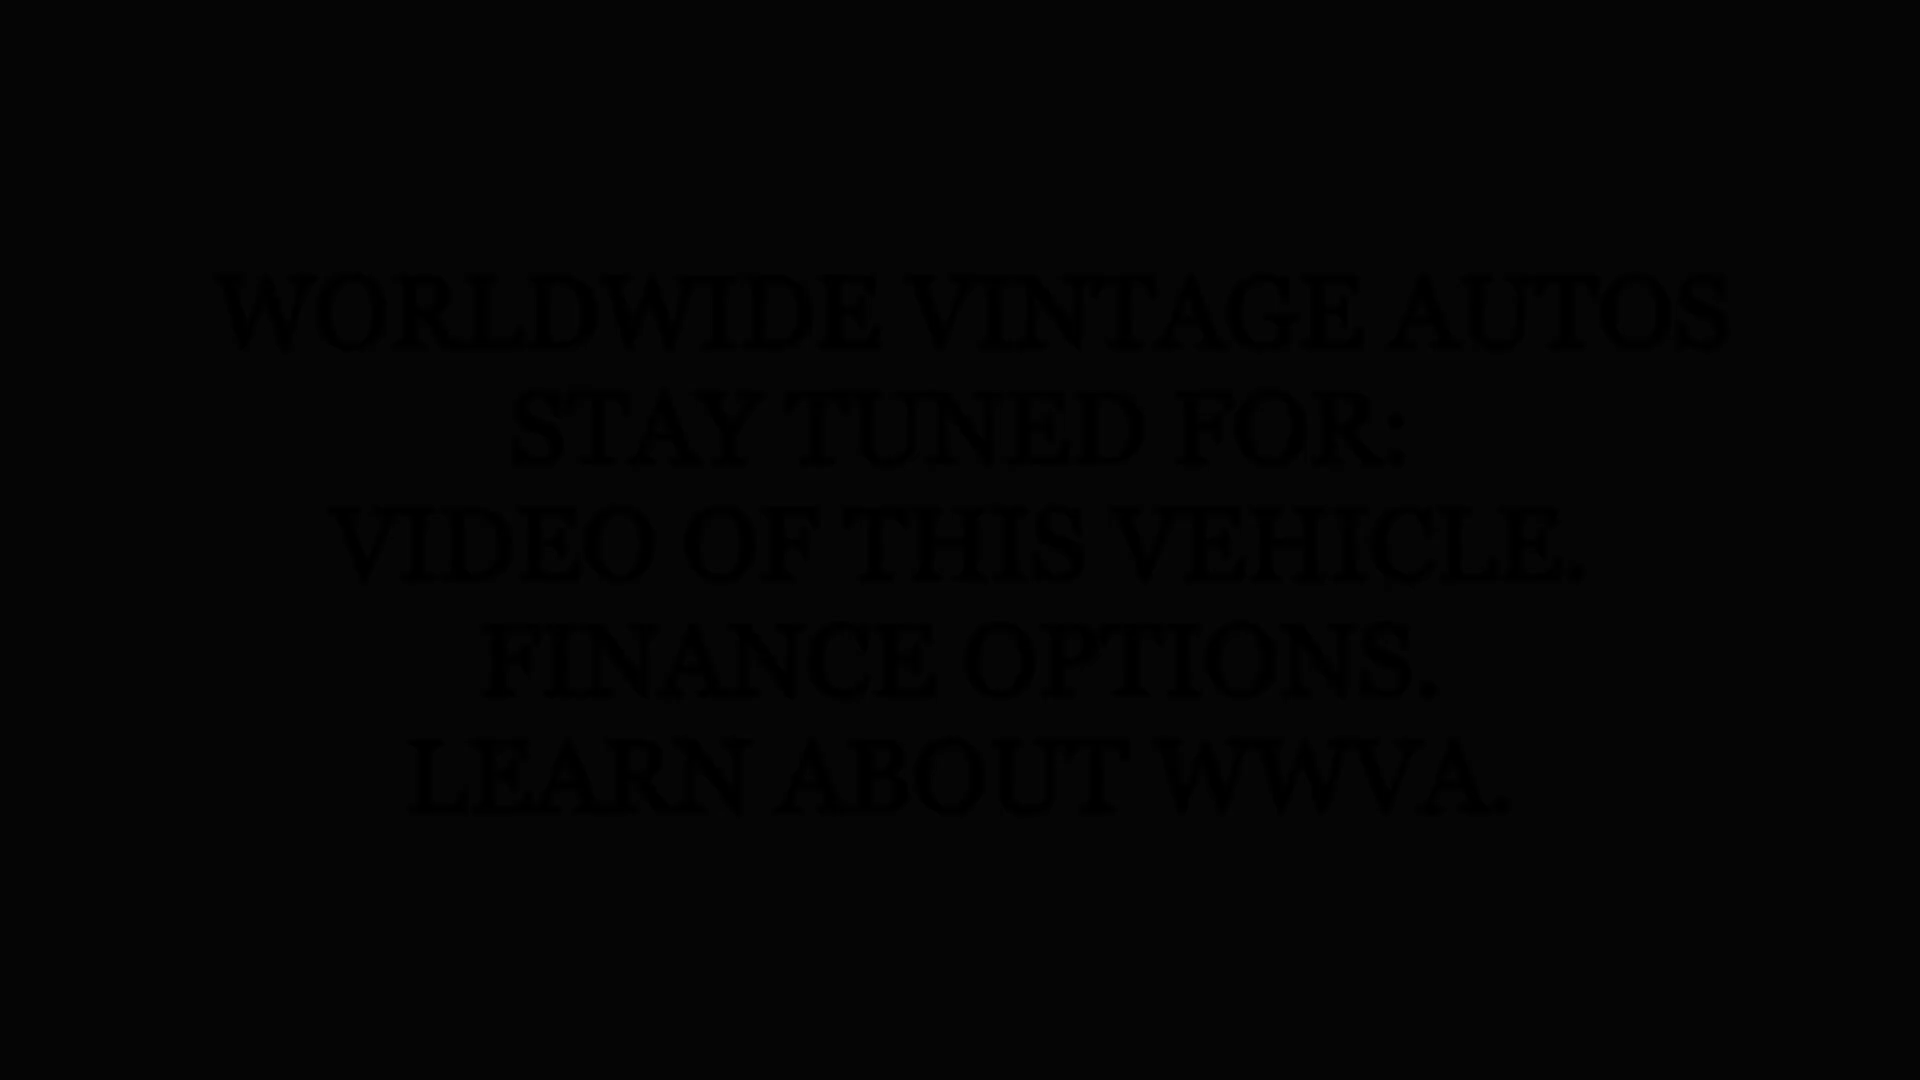 WORLDWIDE VINTAGE AUTOS
STAY TUNED FOR:
VIDEO OF THIS VEHICLE.
FINANCE OPTIONS.
LEARN ABOUT WWVA.